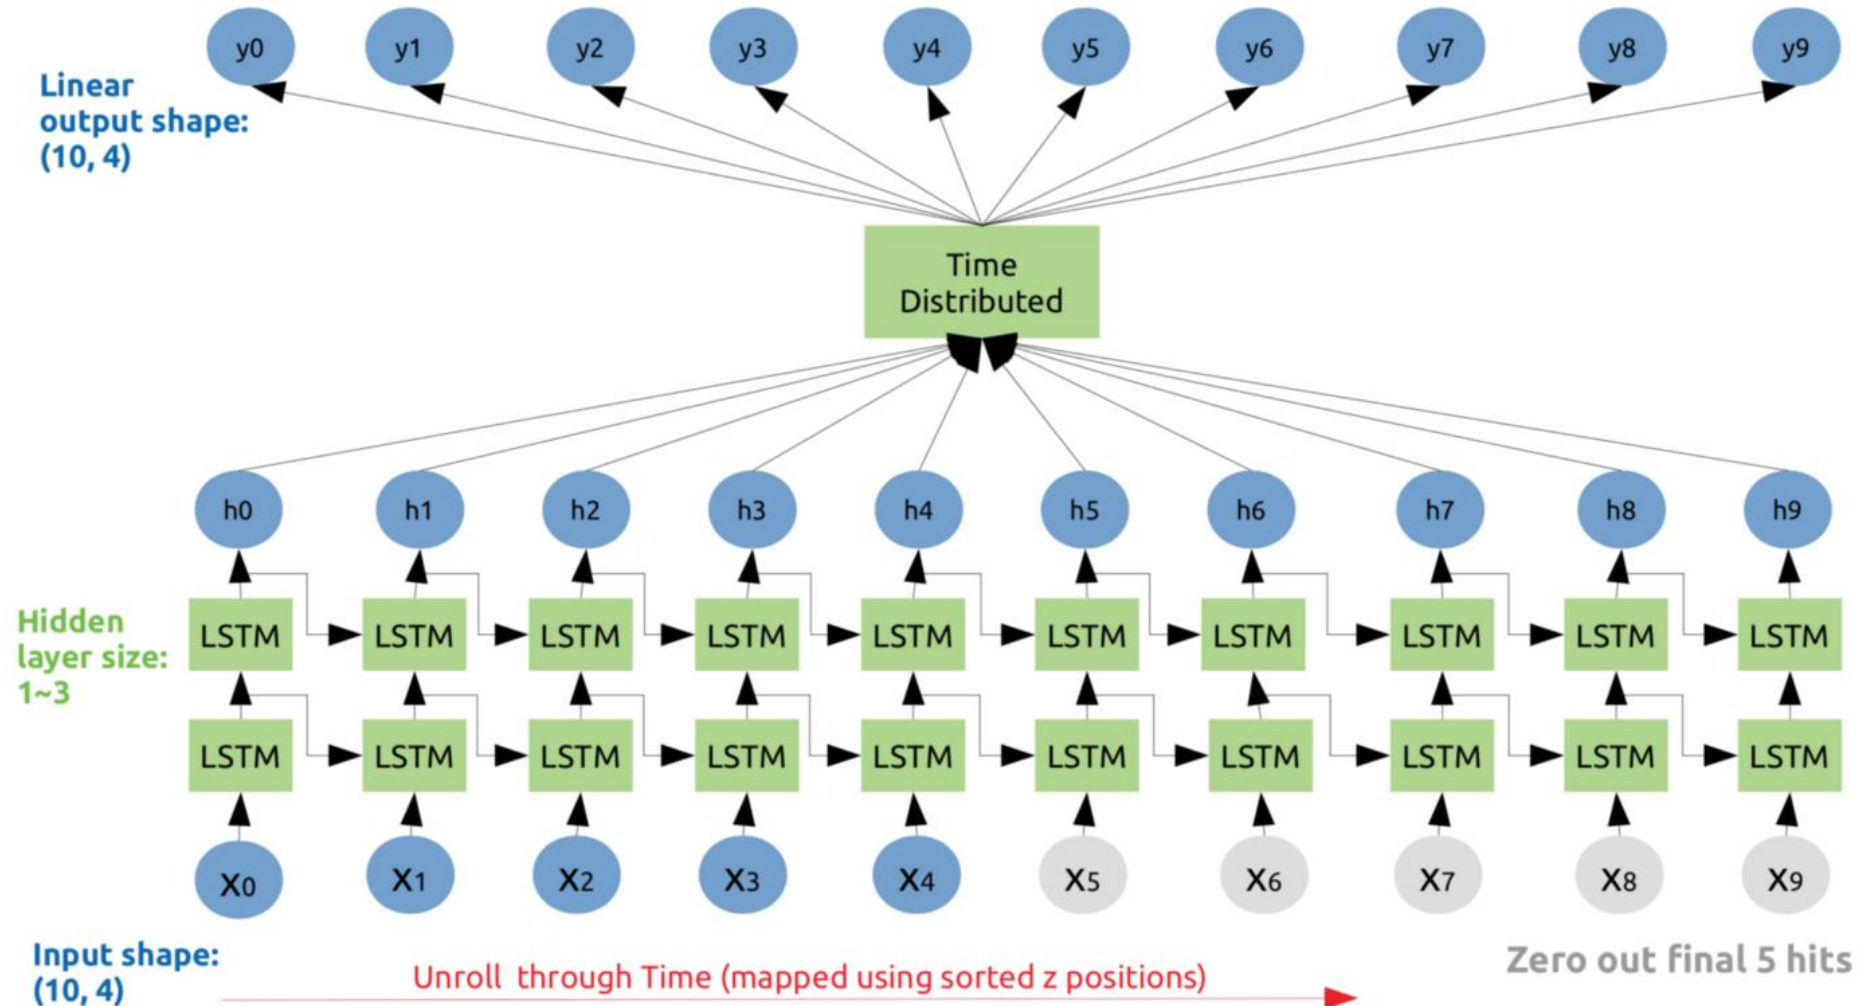 y0 y1 y2 y3 y4 y5 y6 y7 y8 y9
Linear
output shape:
(10, 4)
Time
Distributed
h0 h1 h2 h3 h4 h5 h6 h7 h8 h9
Hidden
layer size:
1~3
LSTM LSTM LSTM LSTM LSTM LSTM LSTM LSTM LSTM LSTM
LSTM LSTM LSTM LSTM LSTM LSTM LSTM LSTM LSTM LSTM
X0 X1 X2 X3 X4 X5 X6 X7 X8 X9
Input shape:
(10, 4)
Unroll through Time (mapped using sorted z positions)
Zero out final 5 hits